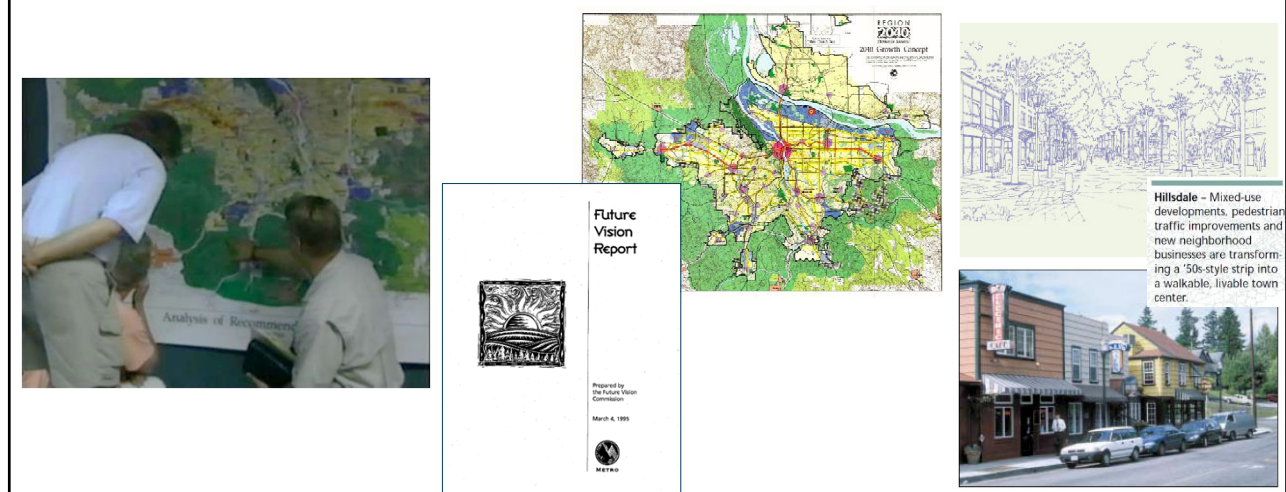 Analysis of Recommend
Future
Vision
Report
Prepared by
the Future Vision
Commission
March 4, 1995
METRO
REGION
2040
2040 Growth Concept
Hillsdale – Mixed-use
developments, pedestrian
traffic improvements and
new neighborhood
businesses are transform-
ing a '50s-style strip into
a walkable, livable town
center.
CAFE